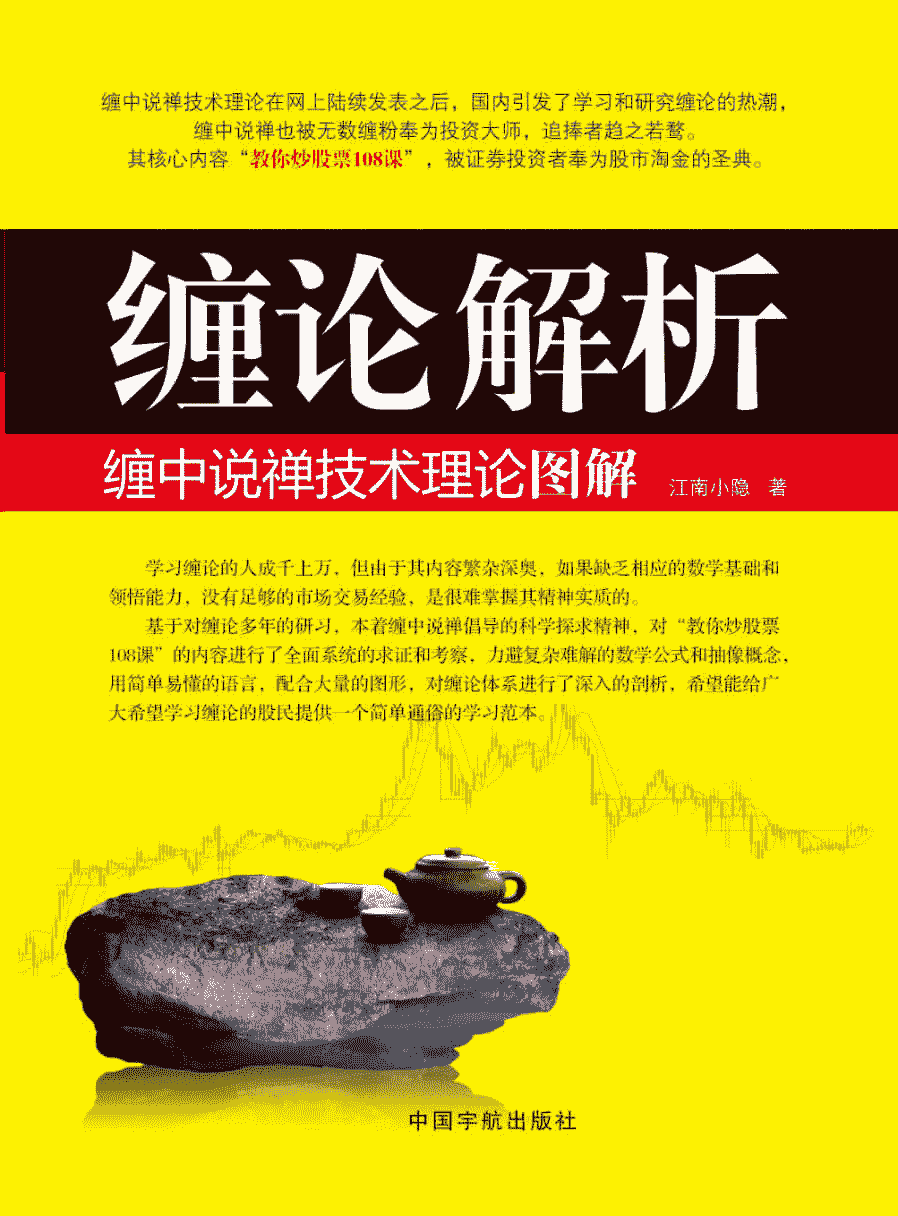 缠中说禅技术理论在网上陆续发表之后，国内引发了学习和研究缠论的热潮，
缠中说禅也被无数缠粉奉为投资大师，追捧者趋之若鹜。
其核心内容“教你炒股票108课”，被证券投资者奉为股市淘金的圣典。
缠论解析
缠中说禅技术理论图解 江南小隐 著
学习缠论的人成千上万，但由于其内容繁杂深奥，如果缺乏相应的数学基础和
领悟能力，没有足够的市场交易经验，是很难掌握其精神实质的。
基于对缠论多年的研习，本着缠中说禅倡导的科学探求精神，对“教你炒股票
108课”的内容进行了全面系统的求证和考察，力避复杂难解的数学公式和抽像概念，
用简单易懂的语言，配合大量的图形，对缠论体系进行了深入的剖析，希望能给广
大希望学习缠论的股民提供一个简单通俗的学习范本。
中国宇航出版社